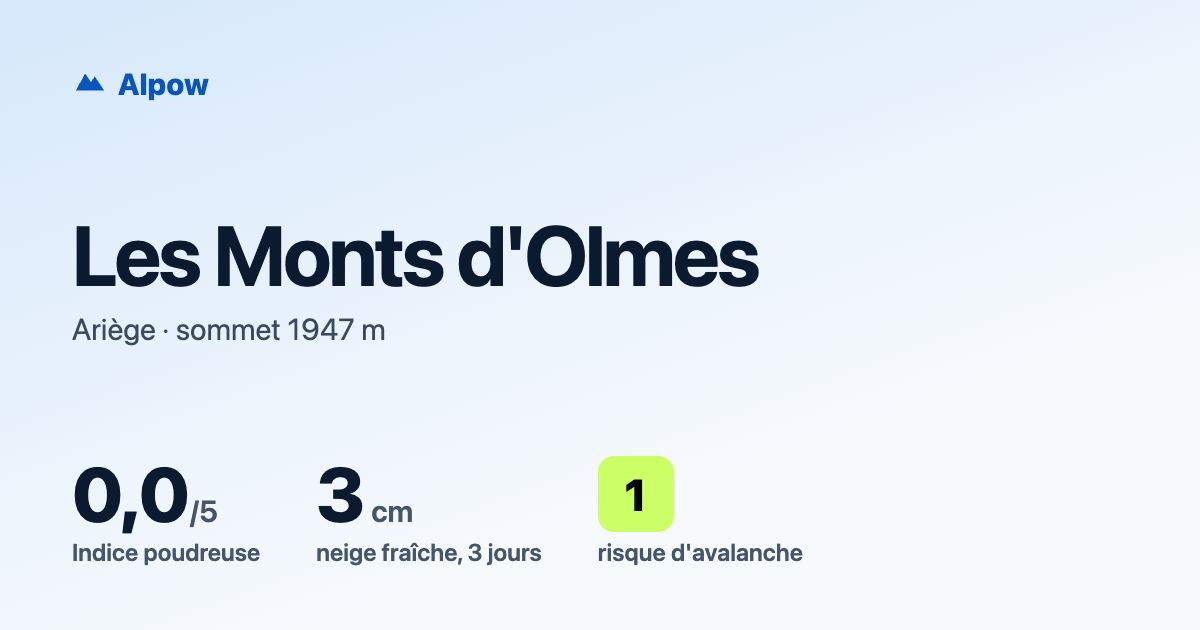 Alpow
Les Monts d'Olmes
Ariège · sommet 1947 m
0,0/5
Indice poudreuse
3 cm
neige fraîche, 3 jours
1
risque d'avalanche